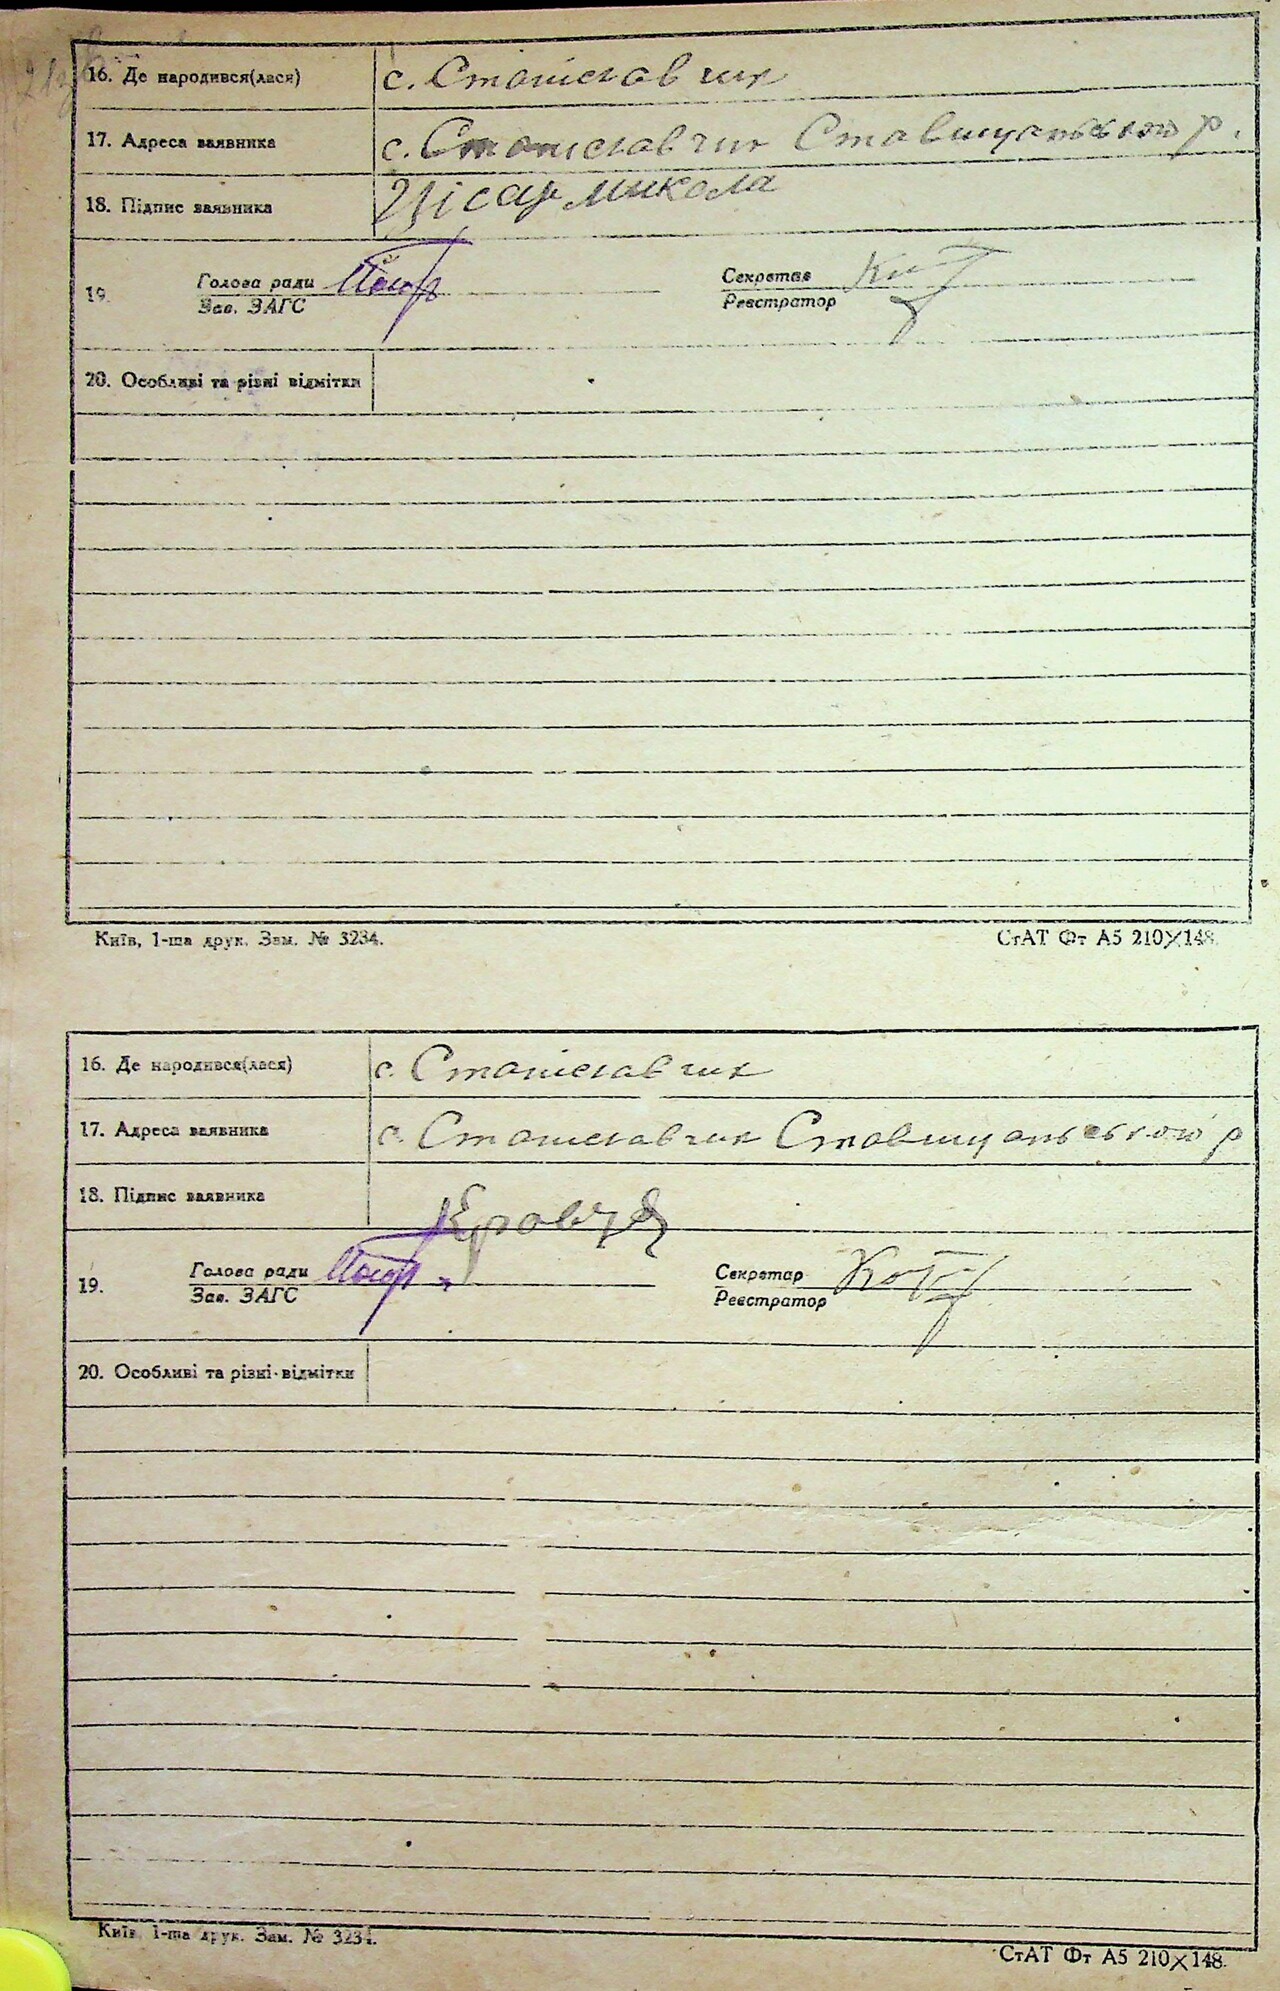 16. Де народився(лася) с. Станіславчик
17. Адреса заявника с. Станіславчик Ставищанського р.
18. Підпис заявника Цісар Микола
19. Голова ради Секретар
Зав. ЗАГС Реєстратор
20. Особливі та різні відмітки
Київ, 1-ша друк. Зам. № 3234. СтАТ Фт А5 210×148.
16. Де народився(лася) с. Станіславчик
17. Адреса заявника с. Станіславчик Ставищанського р
18. Підпис заявника
19. Голова ради Секретар
Зав. ЗАГС Реєстратор
20. Особливі та різні відмітки
Київ, 1-ша друк. Зам. № 3234.
СтАТ Фт А5 210×148.